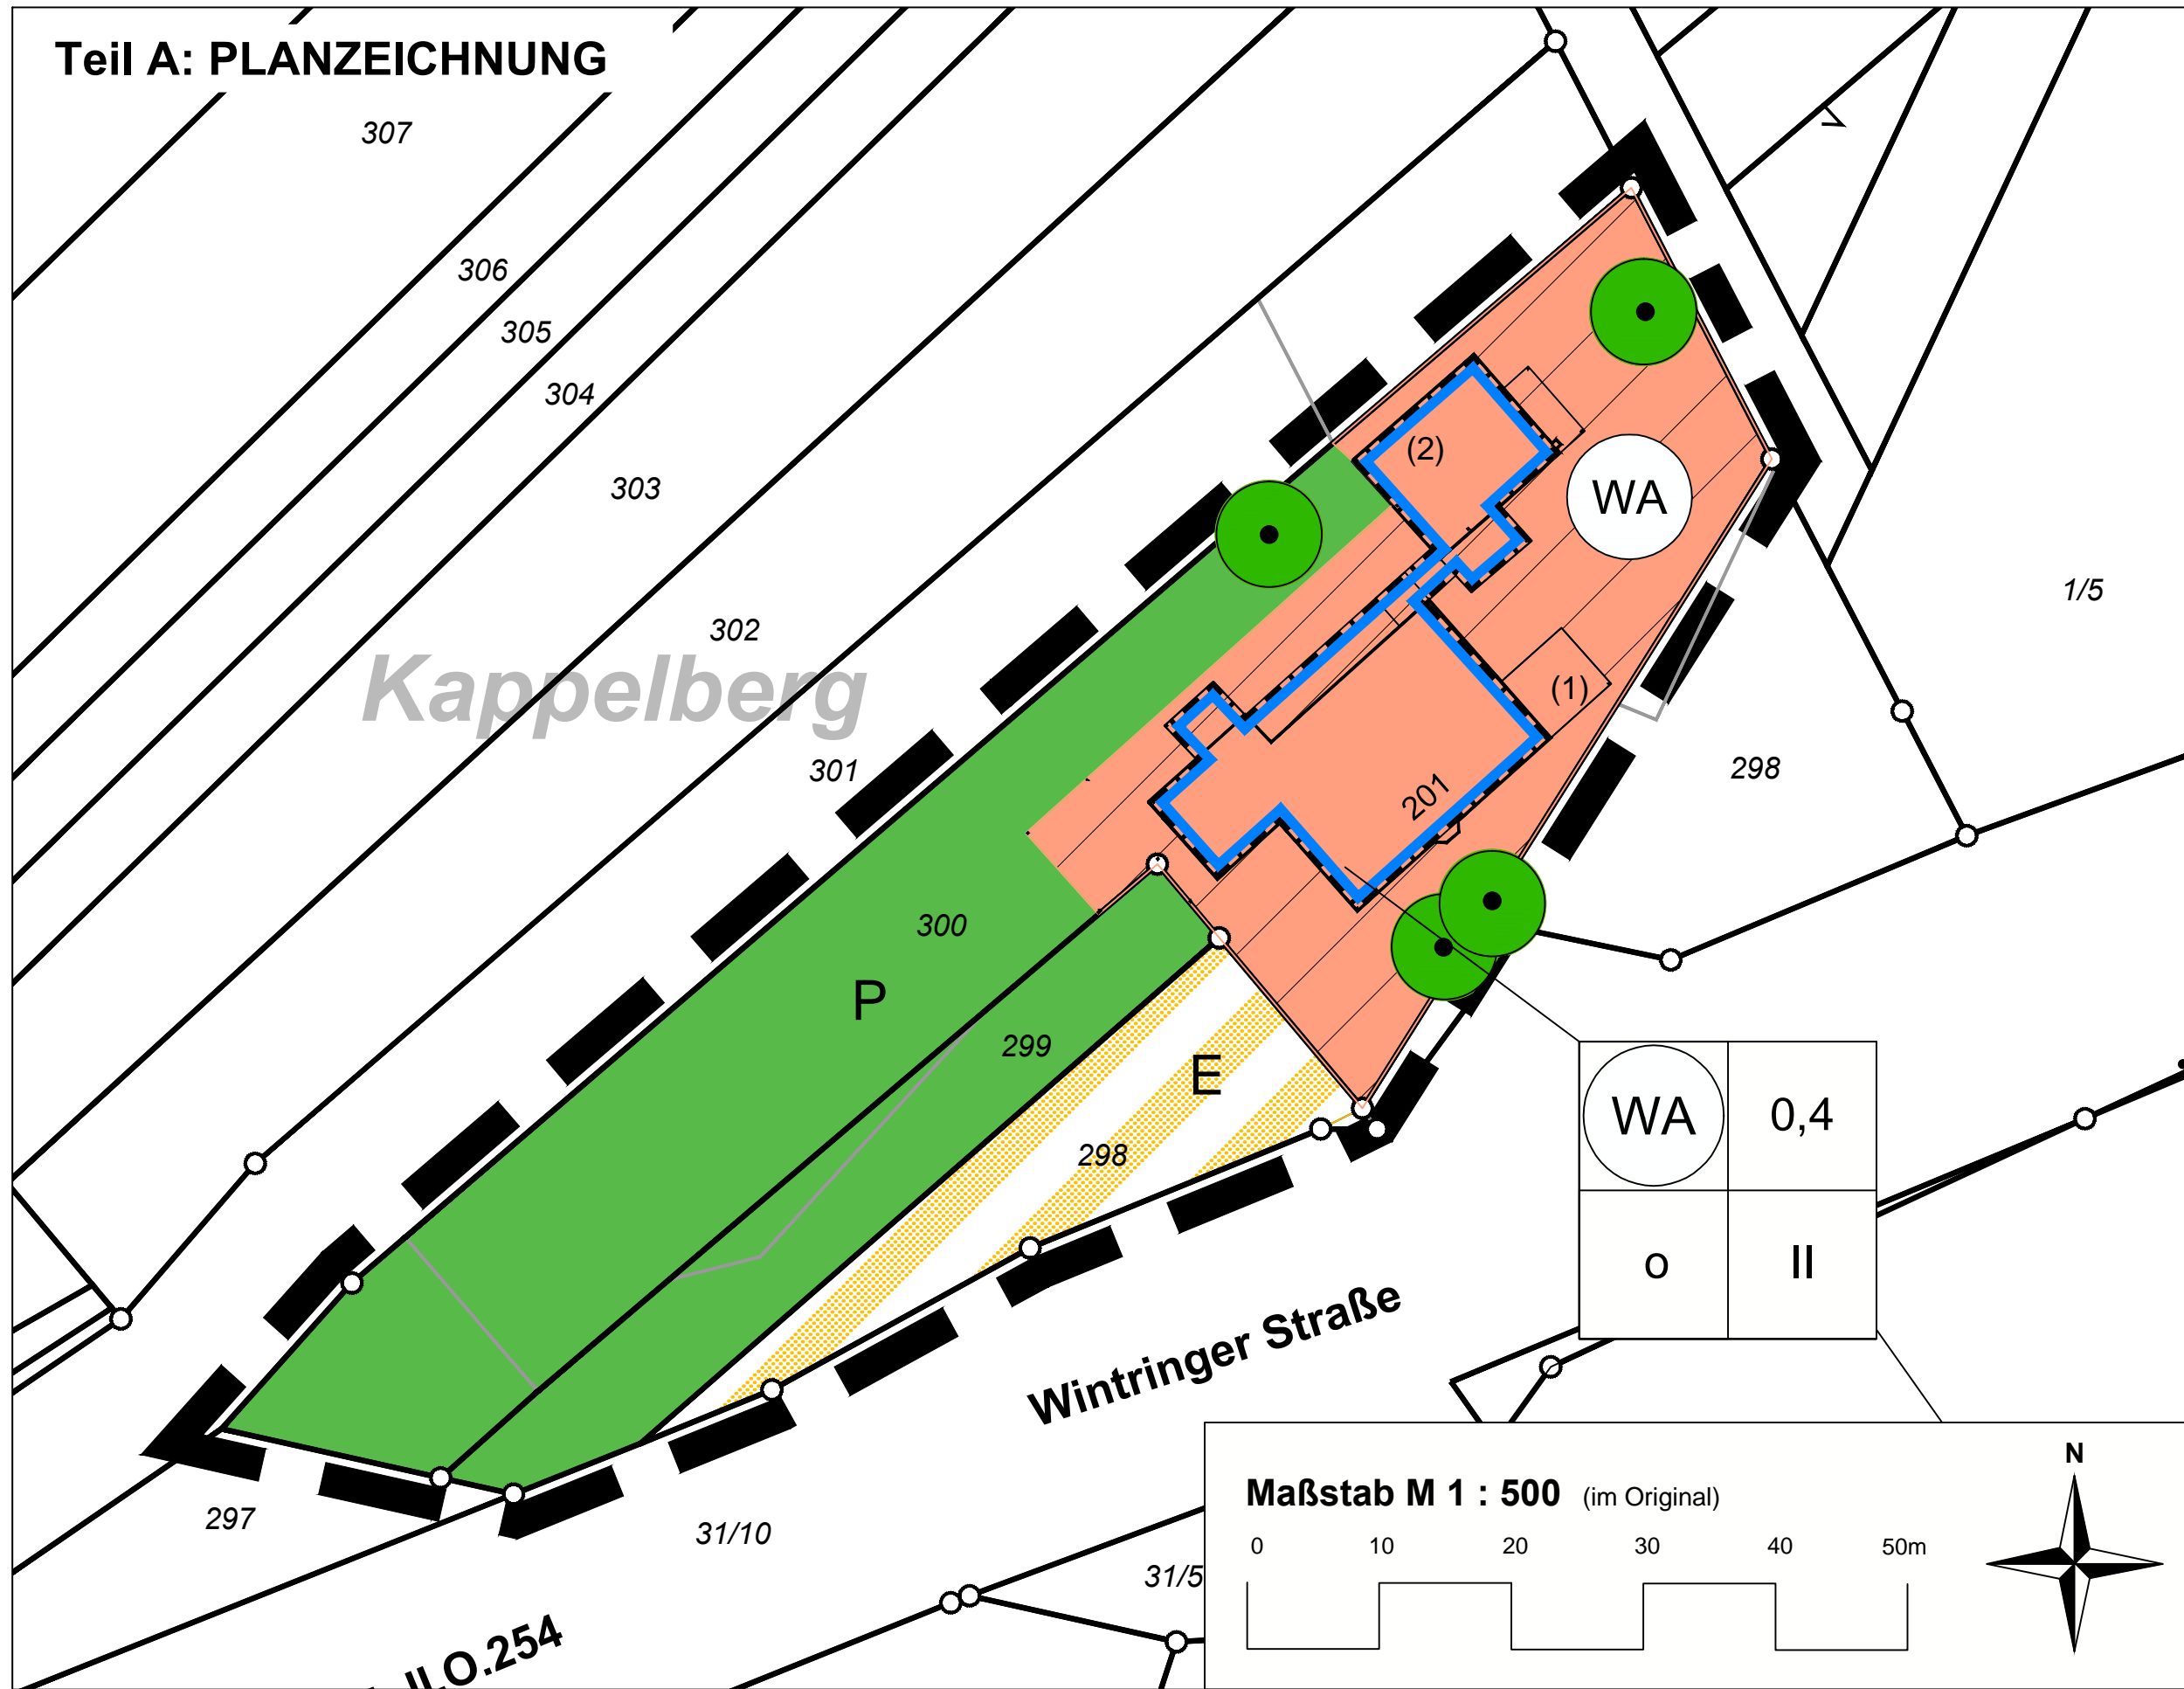 Teil A: PLANZEICHNUNG
307
306
305
304
303
302
Kappelberg
301
300
P
299
E
298
297
31/10
31/5
(2)
WA
(1)
201
1/5
298
WA
0,4
o
II
Wintringer Straße
II.O.254
Maßstab M 1 : 500 (im Original)
0 10 20 30 40 50m
N